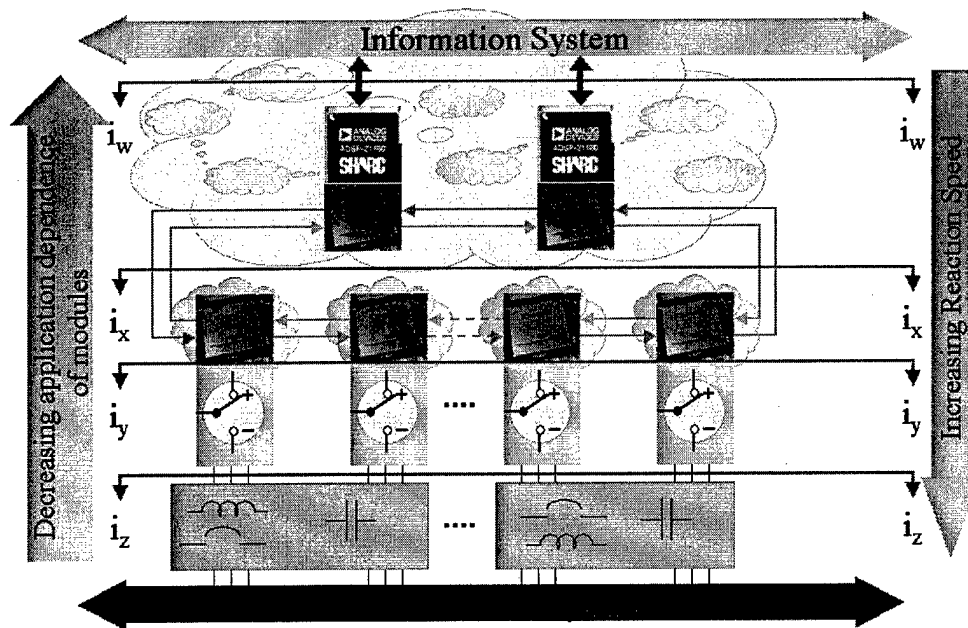 Information System
i_w
i_w
ANALOG
DEVICES
SHARC
ANALOG
DEVICES
SHARC
Decreasing application dependence
of modules
Increasing Reaction Speed
i_x
i_x
+
−
+
−
....
+
−
+
−
i_y
i_y
....
i_z
i_z